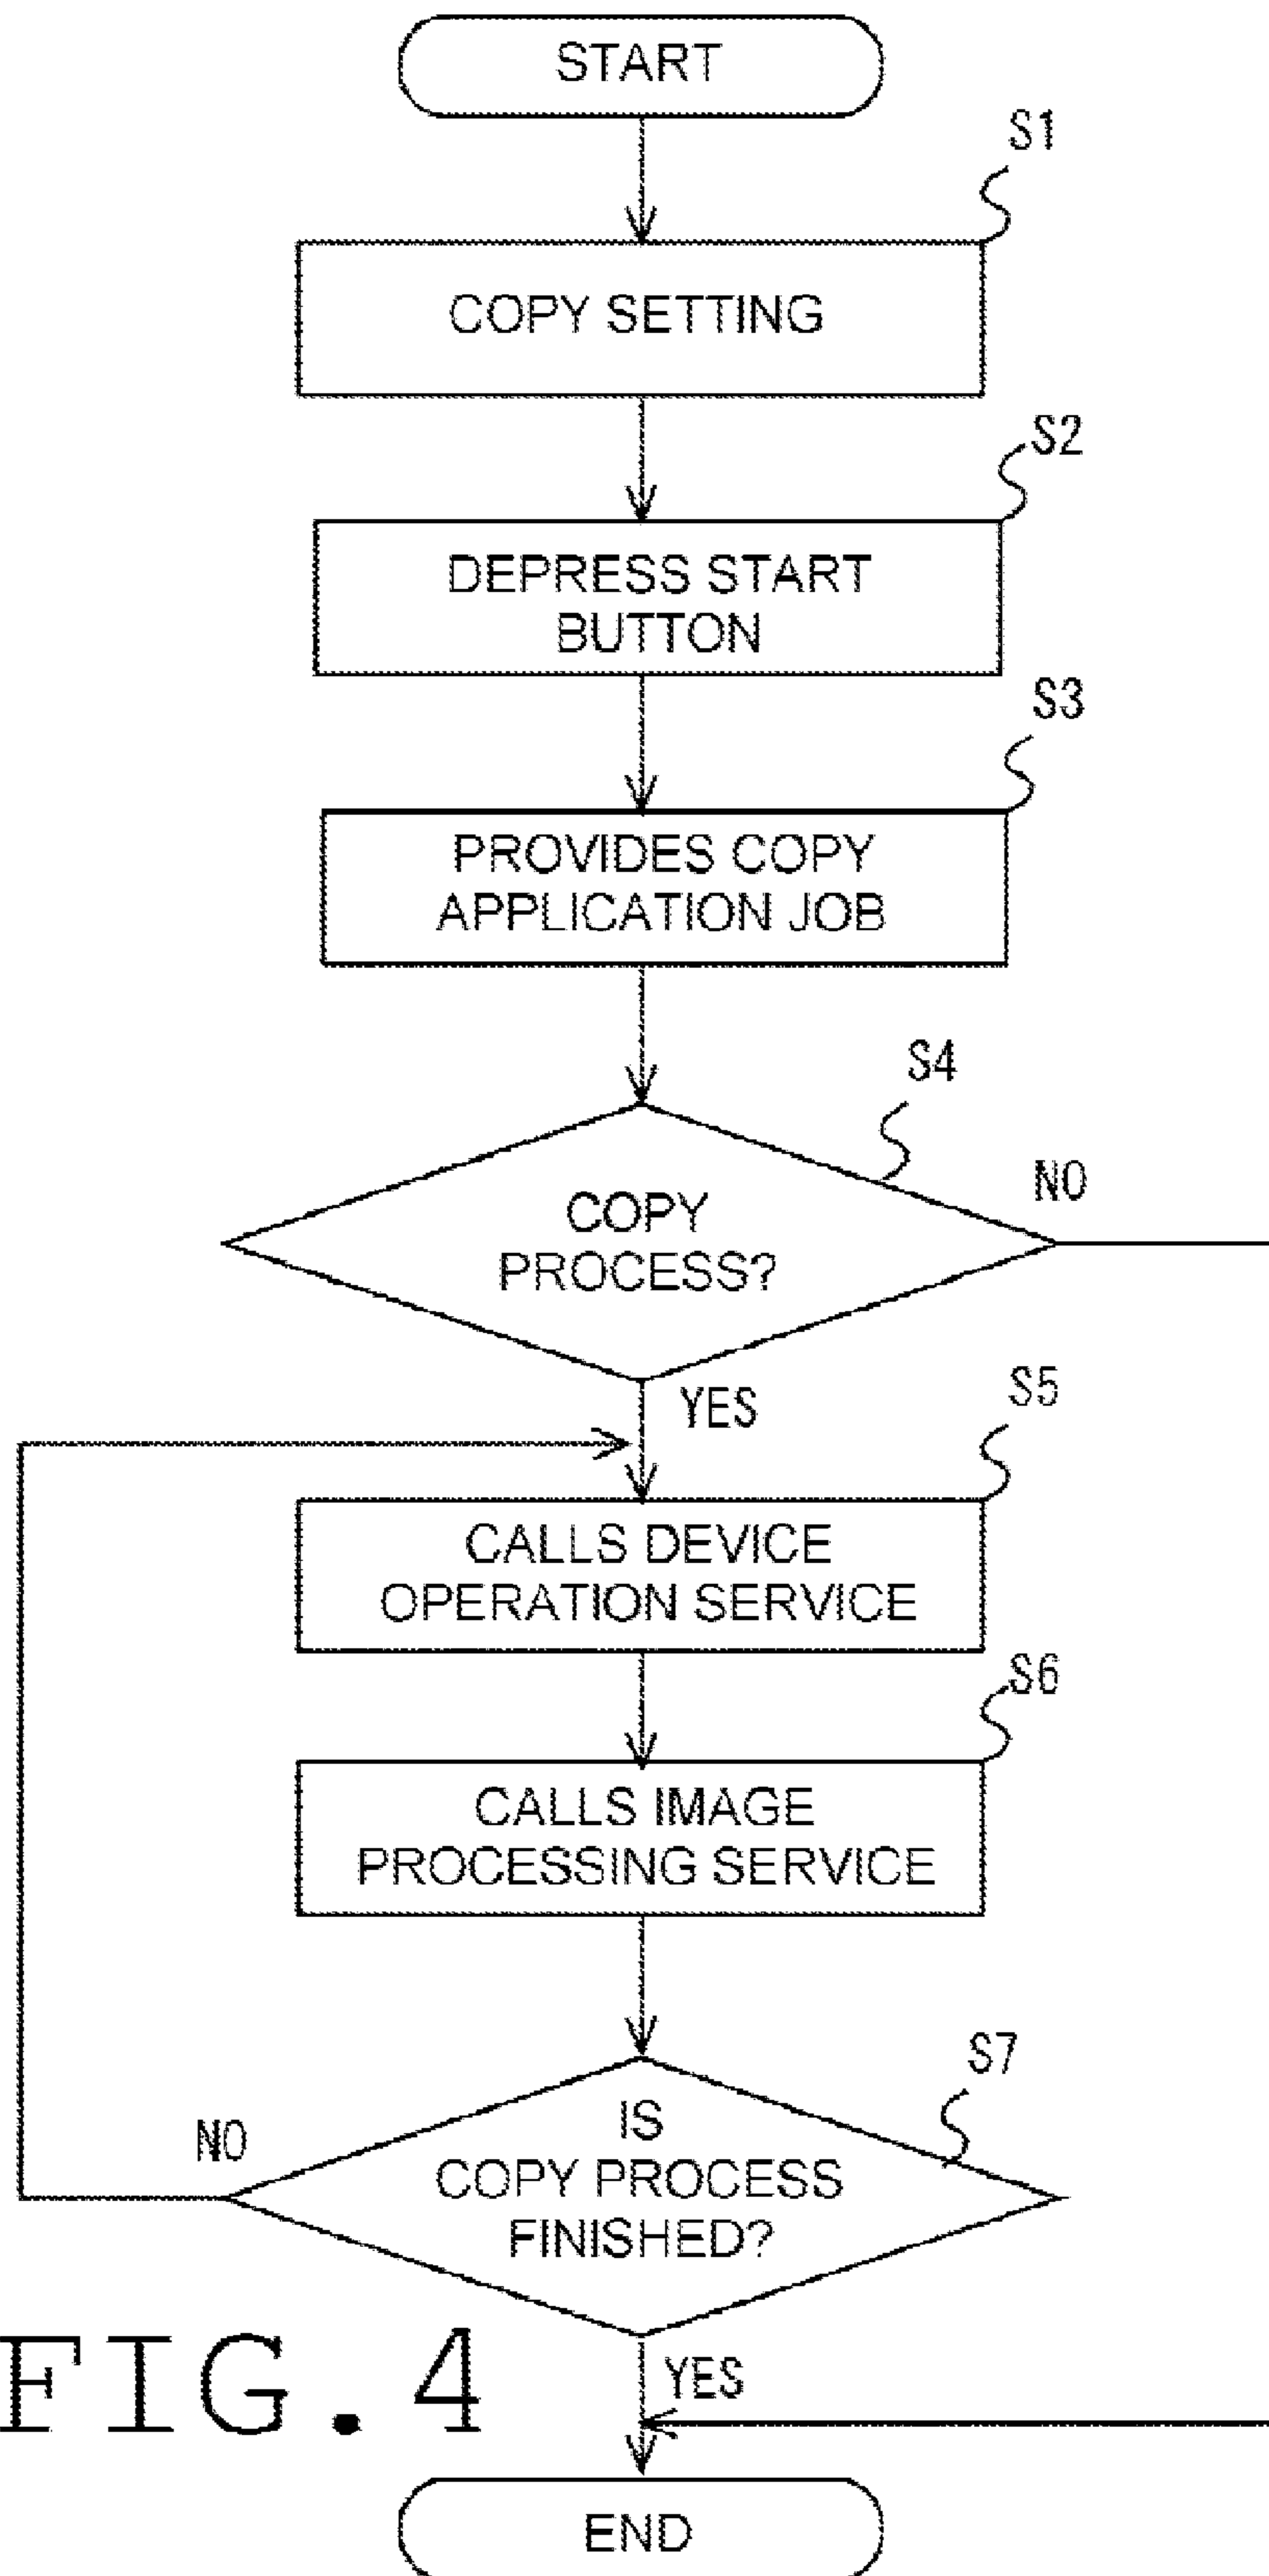 START
S1
COPY SETTING
S2
DEPRESS START
BUTTON
S3
PROVIDES COPY
APPLICATION JOB
S4
NO
COPY
PROCESS?
YES
S5
CALLS DEVICE
OPERATION SERVICE
S6
CALLS IMAGE
PROCESSING SERVICE
S7
NO
IS
COPY PROCESS
FINISHED?
YES
FIG.4
END